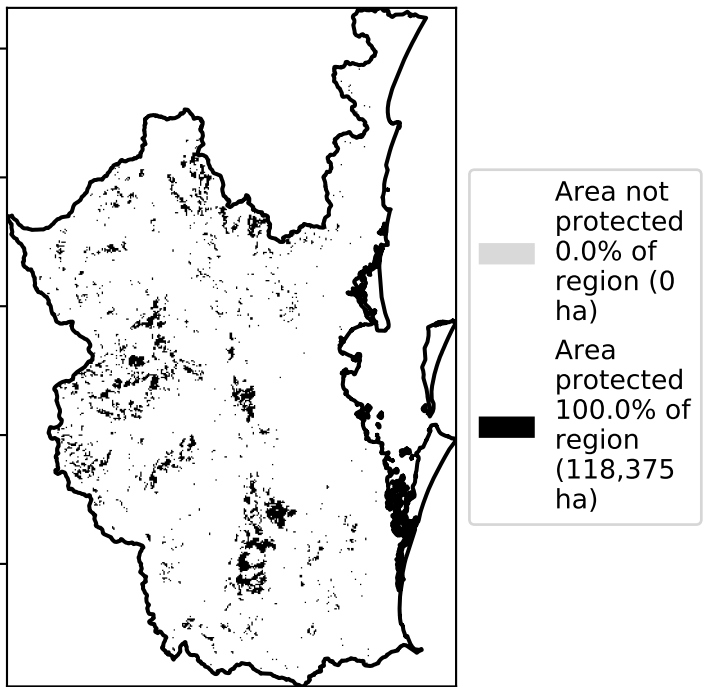 Area not
protected
0.0% of
region (0
ha)
Area
protected
100.0% of
region
(118,375
ha)